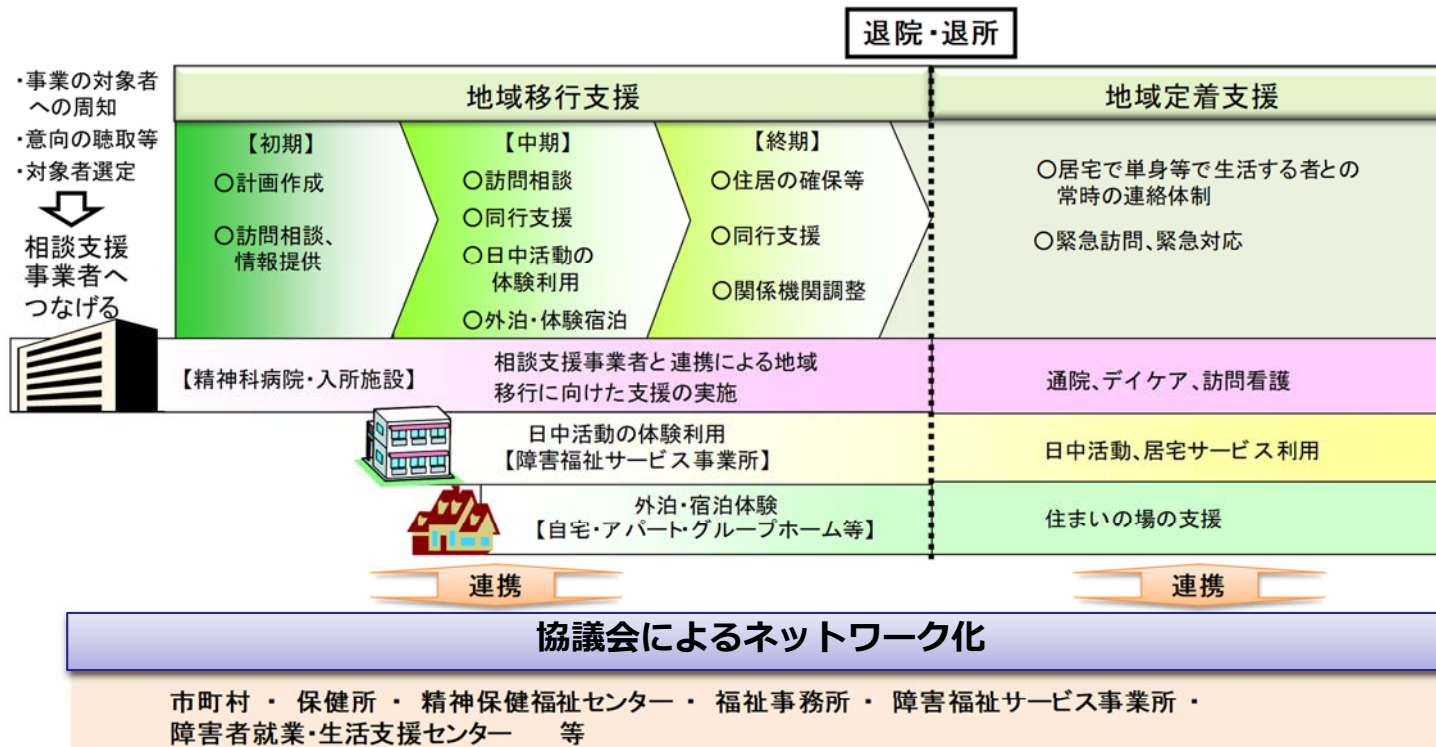 退院・退所
・事業の対象者
への周知
・意向の聴取等
・対象者選定
相談支援
事業者へ
つなげる
地域移行支援
地域定着支援
【初期】
〇計画作成
〇訪問相談、
情報提供
【中期】
〇訪問相談
〇同行支援
〇日中活動の
体験利用
〇外泊・体験宿泊
【終期】
〇住居の確保等
〇同行支援
〇関係機関調整
〇居宅で単身等で生活する者との
常時の連絡体制
〇緊急訪問、緊急対応
【精神科病院・入所施設】
相談支援事業者と連携による地域
移行に向けた支援の実施
通院、デイケア、訪問看護
日中活動の体験利用
【障害福祉サービス事業所】
日中活動、居宅サービス利用
外泊・宿泊体験
【自宅・アパート・グループホーム等】
住まいの場の支援
連携
連携
協議会によるネットワーク化
市町村 ・ 保健所 ・ 精神保健福祉センター ・ 福祉事務所 ・ 障害福祉サービス事業所 ・
障害者就業・生活支援センター 等